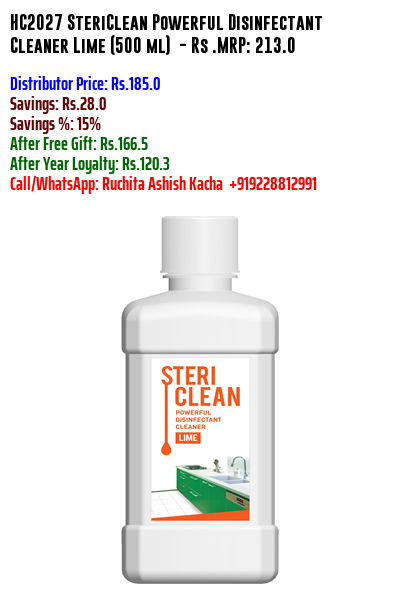 HC2027 SteriClean Powerful Disinfectant
Cleaner Lime (500 ml) - Rs .MRP: 213.0
Distributor Price: Rs.185.0
Savings: Rs.28.0
Savings %: 15%
After Free Gift: Rs.166.5
After Year Loyalty: Rs.120.3
Call/WhatsApp: Ruchita Ashish Kacha +919228812991
STERI
CLEAN
POWERFUL
DISINFECTANT
CLEANER
LIME